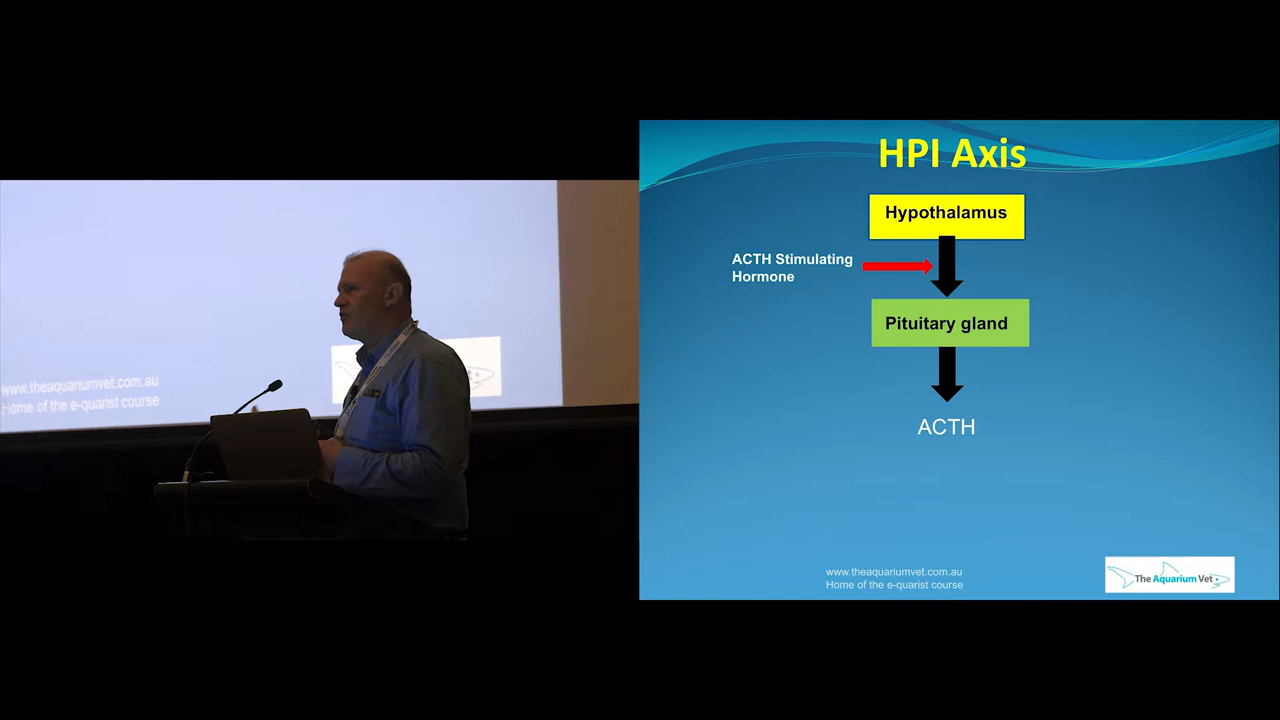 www.theaquariumvet.com.au
Home of the e-quarist course
HPI Axis
Hypothalamus
ACTH Stimulating
Hormone
Pituitary gland
ACTH
www.theaquariumvet.com.au
Home of the e-quarist course
The Aquarium Vet